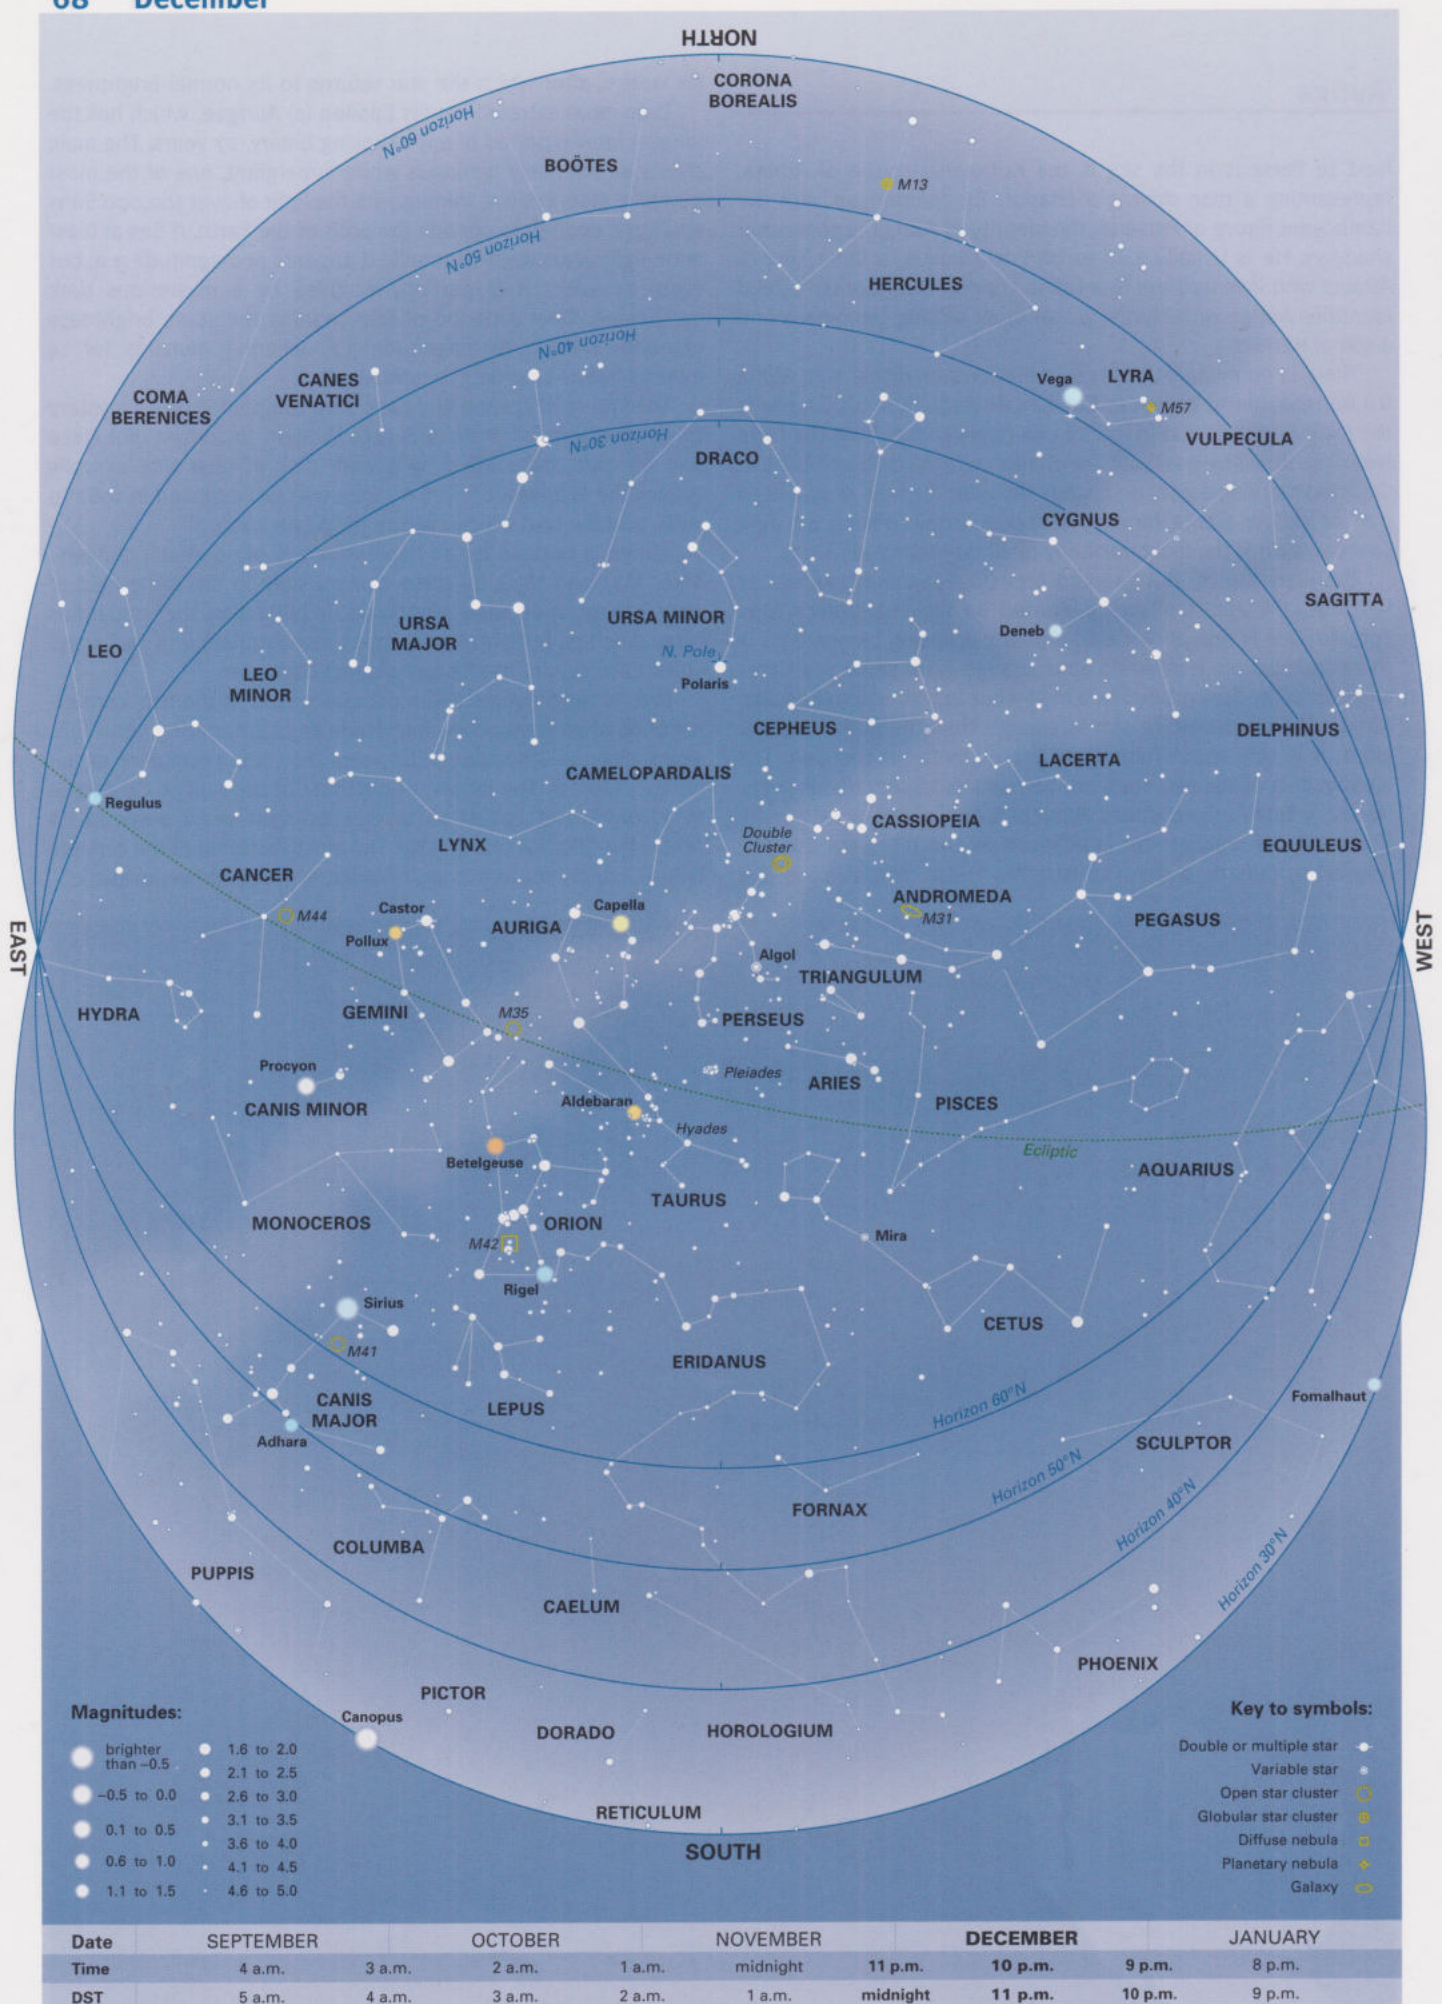 68 December
NORTH
CORONA
BOREALIS
Horizon 60°N
BOÖTES
M13
Horizon 50°N
HERCULES
Horizon 40°N
CANES
VENATICI
COMA
BERENICES
Vega
LYRA
M57
VULPECULA
Horizon 30°N
DRACO
CYGNUS
SAGITTA
URSA
MAJOR
URSA MINOR
Deneb
LEO
LEO
MINOR
N. Pole
Polaris
CEPHEUS
DELPHINUS
LACERTA
CAMELOPARDALIS
Regulus
CASSIOPEIA
Double
Cluster
LYNX
EQUULEUS
CANCER
M44
Castor
Pollux
AURIGA
Capella
ANDROMEDA
M31
PEGASUS
EAST
WEST
Algol
TRIANGULUM
HYDRA
GEMINI
M35
PERSEUS
Procyon
CANIS MINOR
Pleiades
ARIES
Aldebaran
PISCES
Hyades
Ecliptic
Betelgeuse
AQUARIUS
TAURUS
MONOCEROS
ORION
M42
Mira
Rigel
Sirius
CETUS
M41
ERIDANUS
CANIS
MAJOR
LEPUS
Horizon 60°N
Fomalhaut
Adhara
SCULPTOR
Horizon 50°N
FORNAX
Horizon 40°N
COLUMBA
PUPPIS
Horizon 30°N
CAELUM
PHOENIX
PICTOR
Canopus
DORADO
HOROLOGIUM
RETICULUM
SOUTH
Magnitudes:
brighter
than –0.5
–0.5 to 0.0
0.1 to 0.5
0.6 to 1.0
1.1 to 1.5
1.6 to 2.0
2.1 to 2.5
2.6 to 3.0
3.1 to 3.5
3.6 to 4.0
4.1 to 4.5
4.6 to 5.0
Key to symbols:
Double or multiple star
Variable star
Open star cluster
Globular star cluster
Diffuse nebula
Planetary nebula
Galaxy
Date SEPTEMBER OCTOBER NOVEMBER DECEMBER JANUARY
Time 4 a.m. 3 a.m. 2 a.m. 1 a.m. midnight 11 p.m. 10 p.m. 9 p.m. 8 p.m.
DST 5 a.m. 4 a.m. 3 a.m. 2 a.m. 1 a.m. midnight 11 p.m. 10 p.m. 9 p.m.